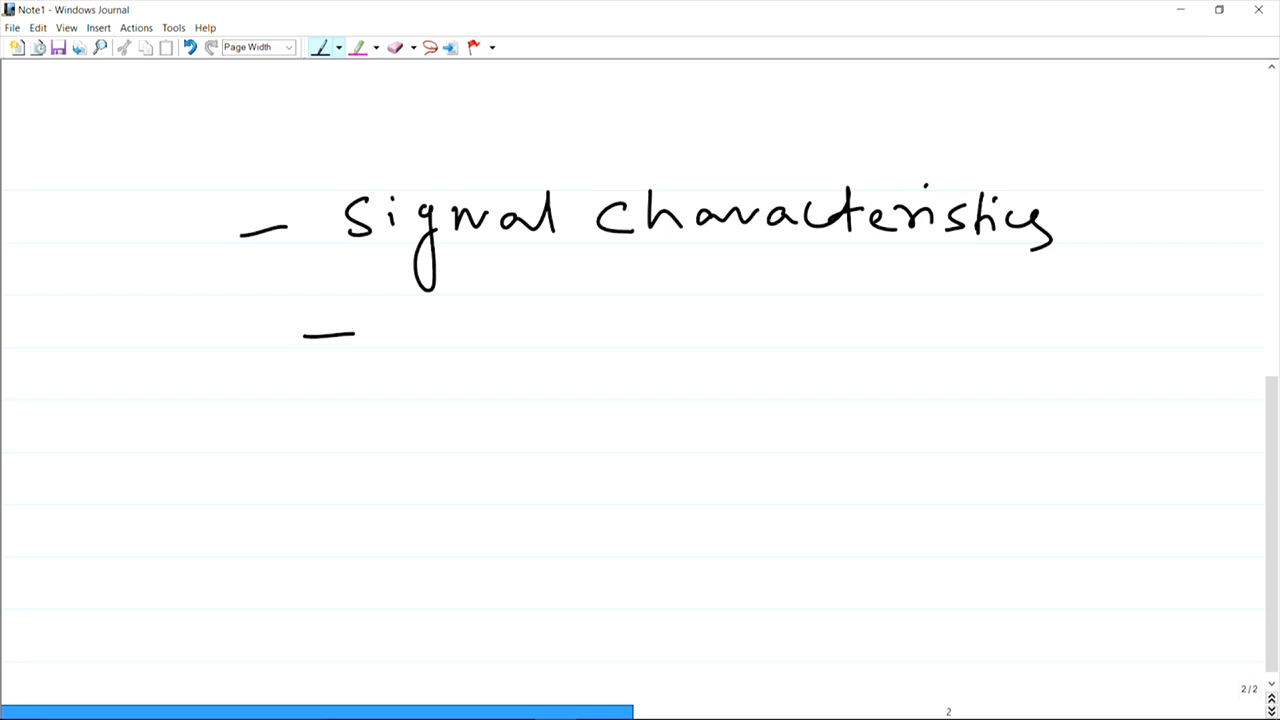 Note1 - Windows Journal
File Edit View Insert Actions Tools Help
Page Width
- Signal characteristics
-
2/2
2